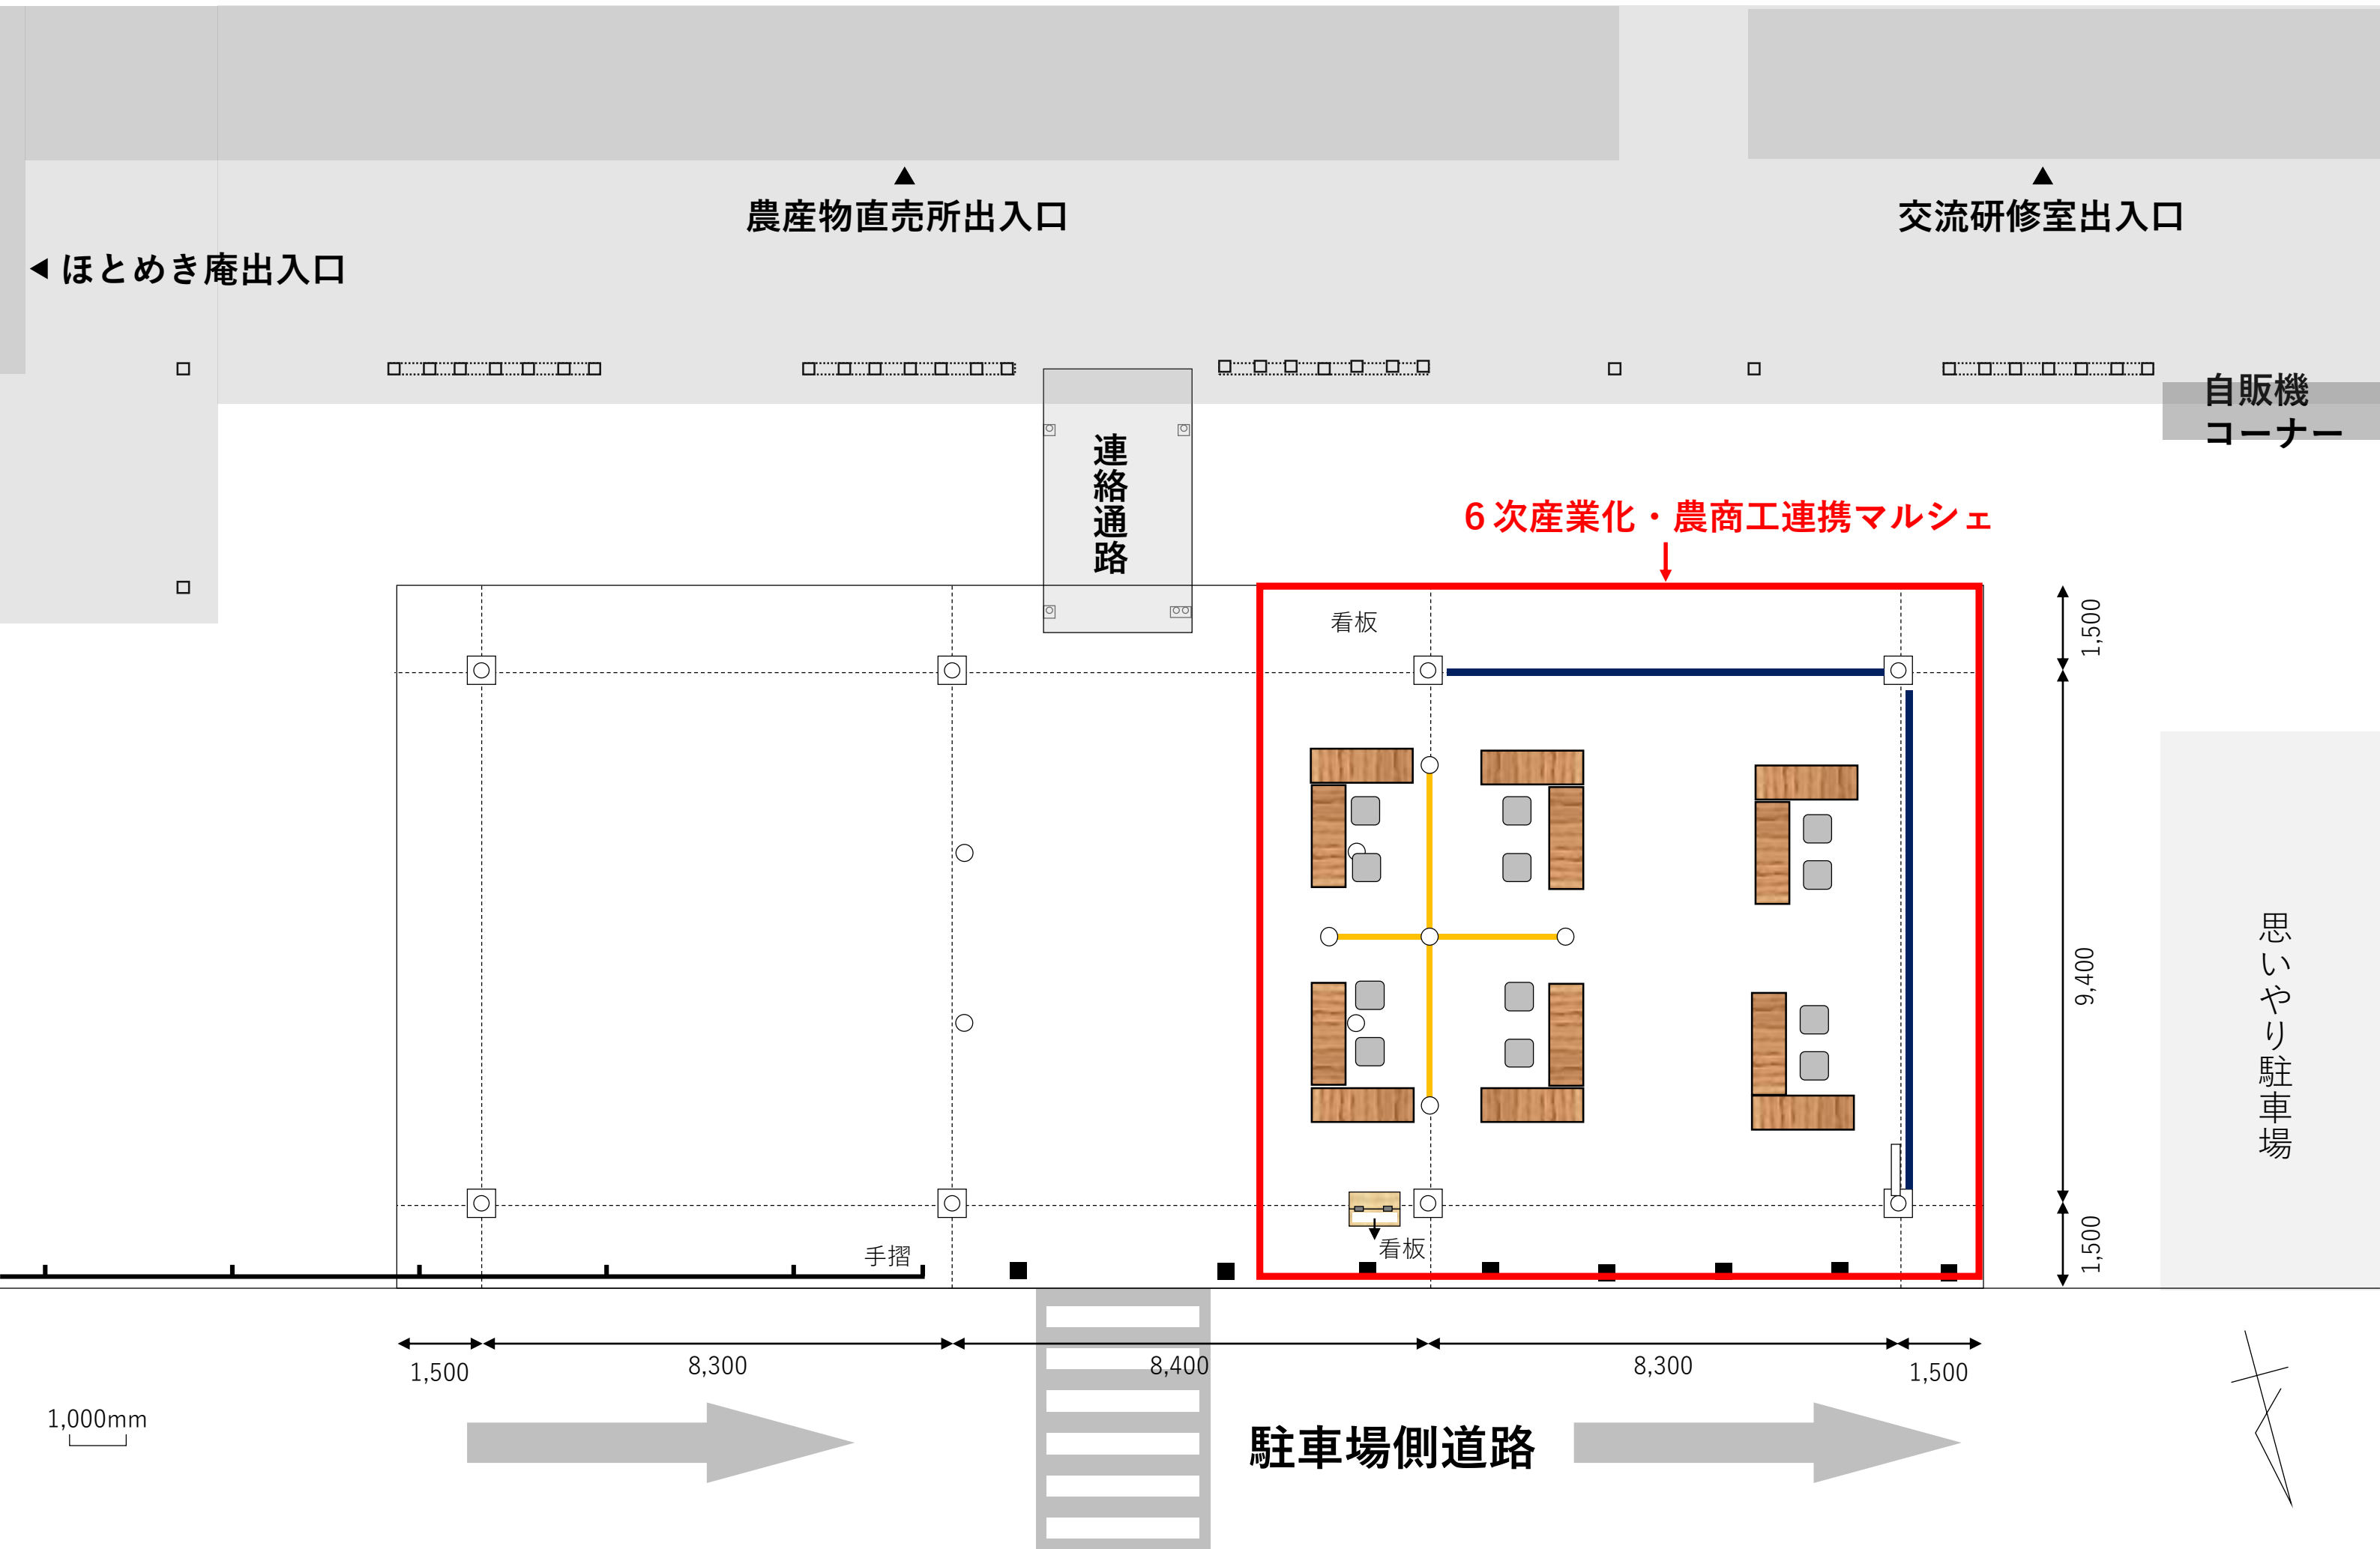 農産物直売所出入口
交流研修室出入口
ほとめき庵出入口
自販機
コーナー
連絡通路
６次産業化・農商工連携マルシェ
看板
1,500
9,400
思いやり駐車場
1,500
手摺
看板
1,500
8,300
8,400
8,300
1,500
1,000mm
駐車場側道路